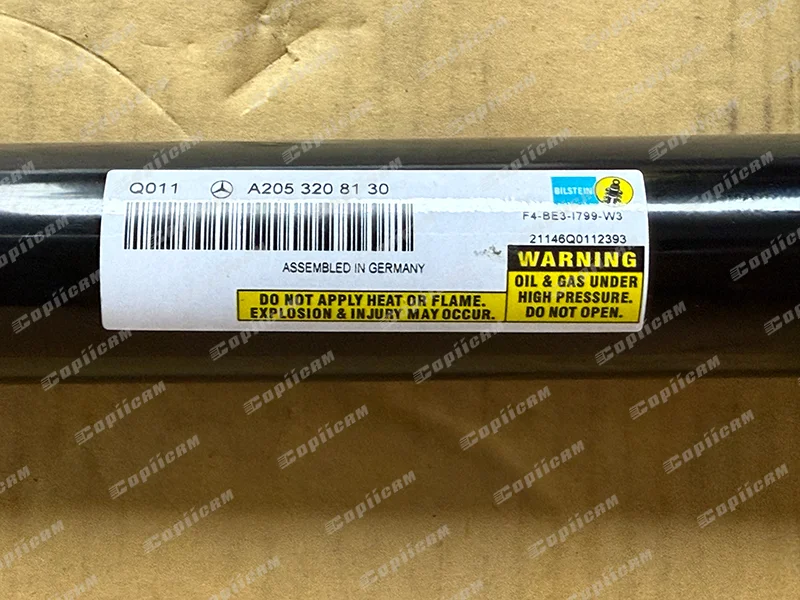 Q011 A205 320 81 30
BILSTEIN
F4-BE3-I799-W3
21146Q0112393
ASSEMBLED IN GERMANY
WARNING
OIL & GAS UNDER
HIGH PRESSURE.
DO NOT OPEN.
DO NOT APPLY HEAT OR FLAME.
EXPLOSION & INJURY MAY OCCUR.
Copiicam